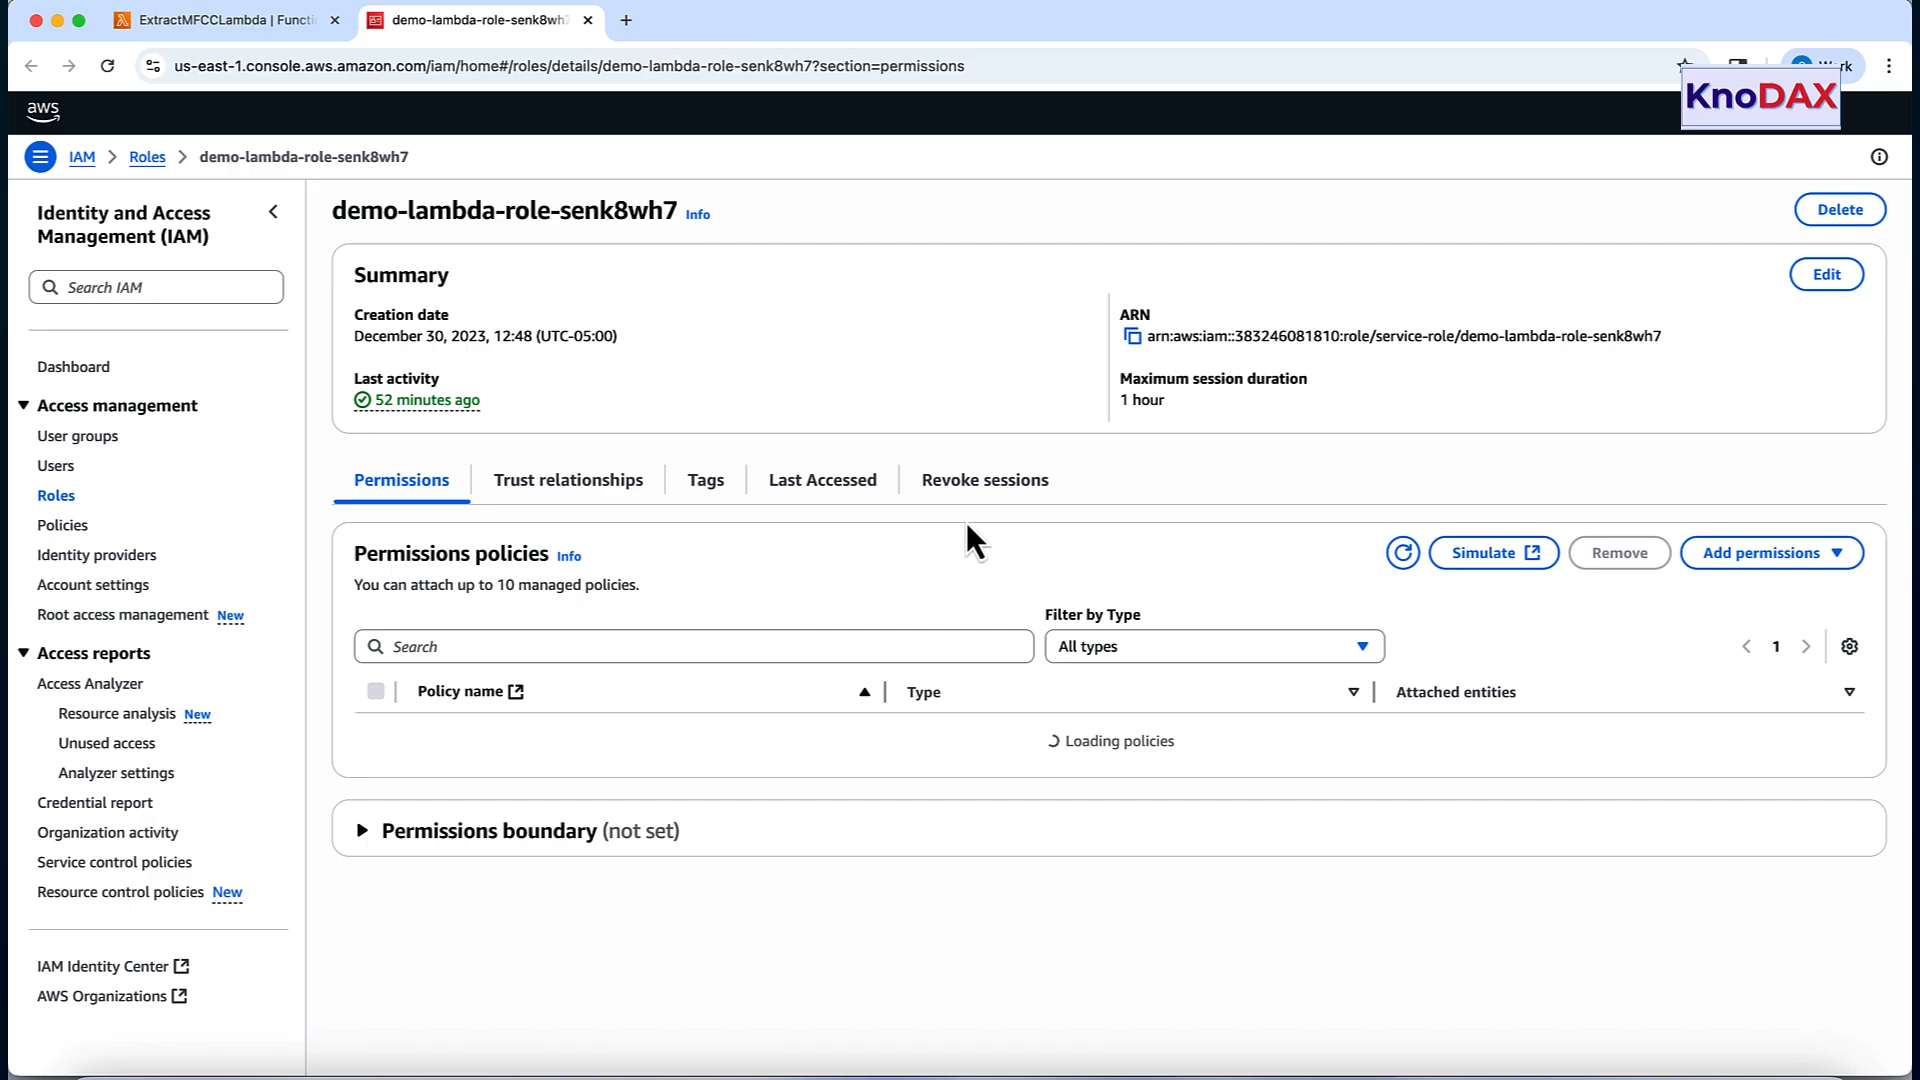 ExtractMFCCLambda | Functi
demo-lambda-role-senk8wh7
us-east-1.console.aws.amazon.com/iam/home#/roles/details/demo-lambda-role-senk8wh7?section=permissions
KnoDAX
aws
IAM > Roles > demo-lambda-role-senk8wh7
Identity and Access
Management (IAM)
Search IAM
Dashboard
Access management
User groups
Users
Roles
Policies
Identity providers
Account settings
Root access management New
Access reports
Access Analyzer
Resource analysis New
Unused access
Analyzer settings
Credential report
Organization activity
Service control policies
Resource control policies New
IAM Identity Center
AWS Organizations
demo-lambda-role-senk8wh7 Info
Delete
Summary
Edit
Creation date
December 30, 2023, 12:48 (UTC-05:00)
ARN
arn:aws:iam::383246081810:role/service-role/demo-lambda-role-senk8wh7
Last activity
52 minutes ago
Maximum session duration
1 hour
Permissions
Trust relationships
Tags
Last Accessed
Revoke sessions
Permissions policies Info
You can attach up to 10 managed policies.
Simulate
Remove
Add permissions
Filter by Type
Search
All types
1
Policy name
Type
Attached entities
Loading policies
Permissions boundary (not set)